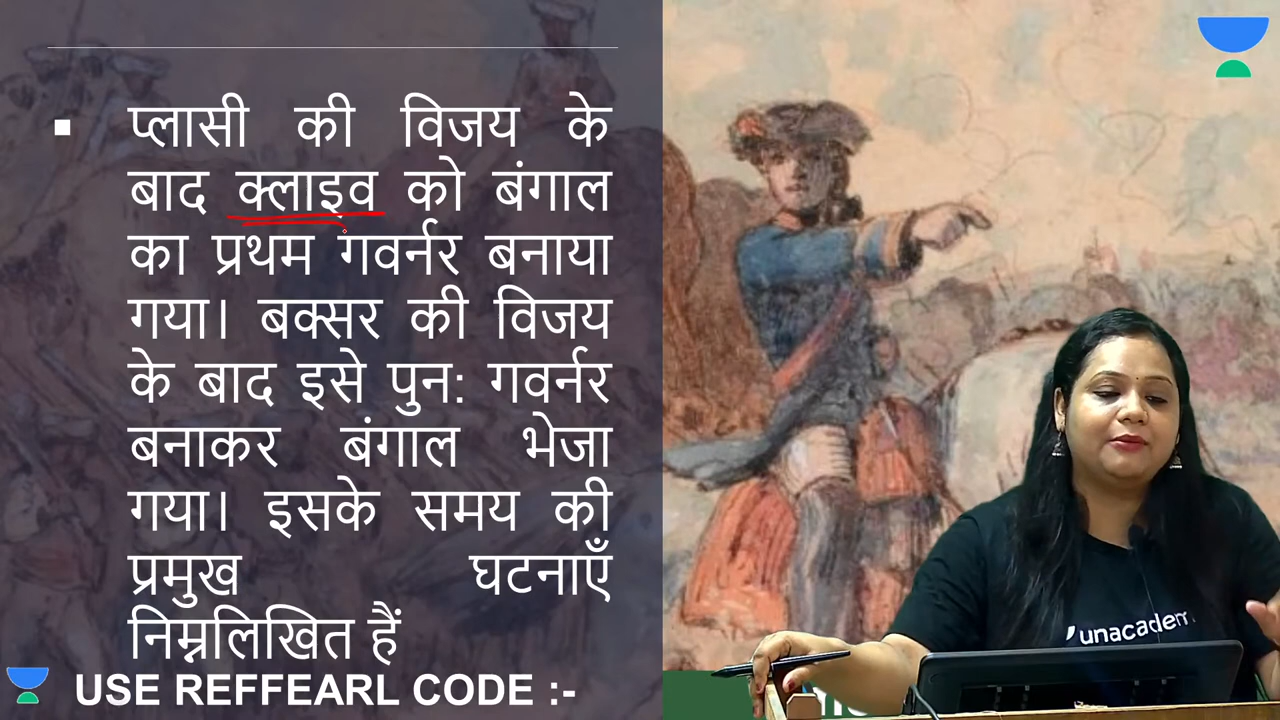 प्लासी की विजय के
बाद क्लाइव को बंगाल
का प्रथम गवर्नर बनाया
गया। बक्सर की विजय
के बाद इसे पुन: गवर्नर
बनाकर बंगाल भेजा
गया। इसके समय की
प्रमुख घटनाएँ
निम्नलिखित हैं
USE REFFEARL CODE :-
unacadem